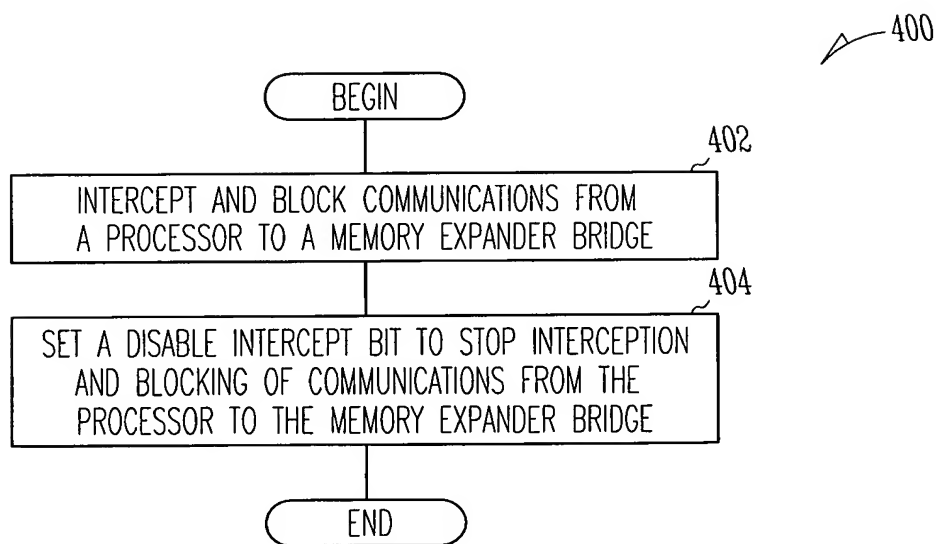 400
BEGIN
402
INTERCEPT AND BLOCK COMMUNICATIONS FROM
A PROCESSOR TO A MEMORY EXPANDER BRIDGE
404
SET A DISABLE INTERCEPT BIT TO STOP INTERCEPTION
AND BLOCKING OF COMMUNICATIONS FROM THE
PROCESSOR TO THE MEMORY EXPANDER BRIDGE
END